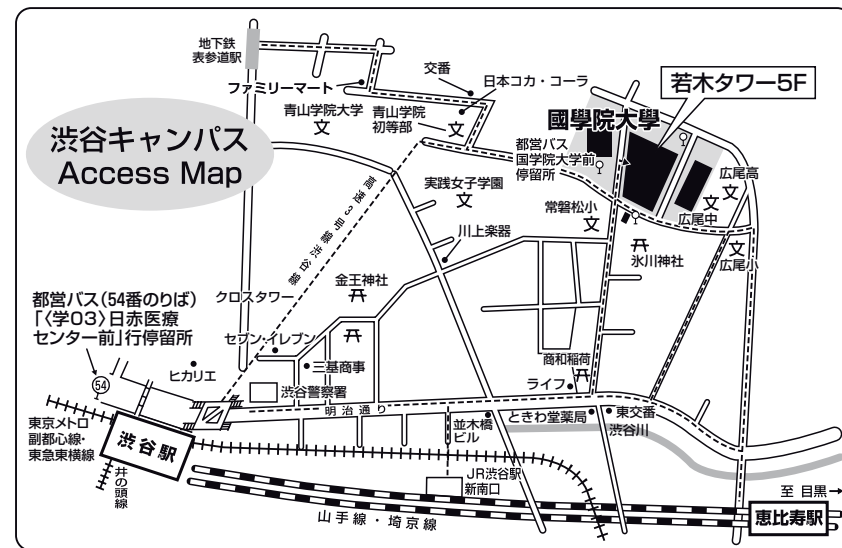 地下鉄
表参道駅
ファミリーマート
交番
日本コカ・コーラ
青山学院大学
文
青山学院
初等部
文
若木タワー5F
國學院大學
渋谷キャンパス
Access Map
都営バス
国学院大学前
停留所
実践女子学園
文
高速3号線渋谷線
常磐松小
文
広尾高
文
文
広尾中
文
広尾小
氷川神社
川上楽器
金王神社
クロスタワー
都営バス(54番のりば)
「〈学03〉日赤医療
センター前」行停留所
54
ヒカリエ
セブン・イレブン
三基商事
渋谷警察署
商和稲荷
ライフ
明治通り
並木橋
ビル
ときわ堂薬局
東交番
渋谷川
東京メトロ
副都心線・
東急東横線
渋谷駅
井の頭線
JR渋谷駅
新南口
山手線・埼京線
至 目黒→
恵比寿駅